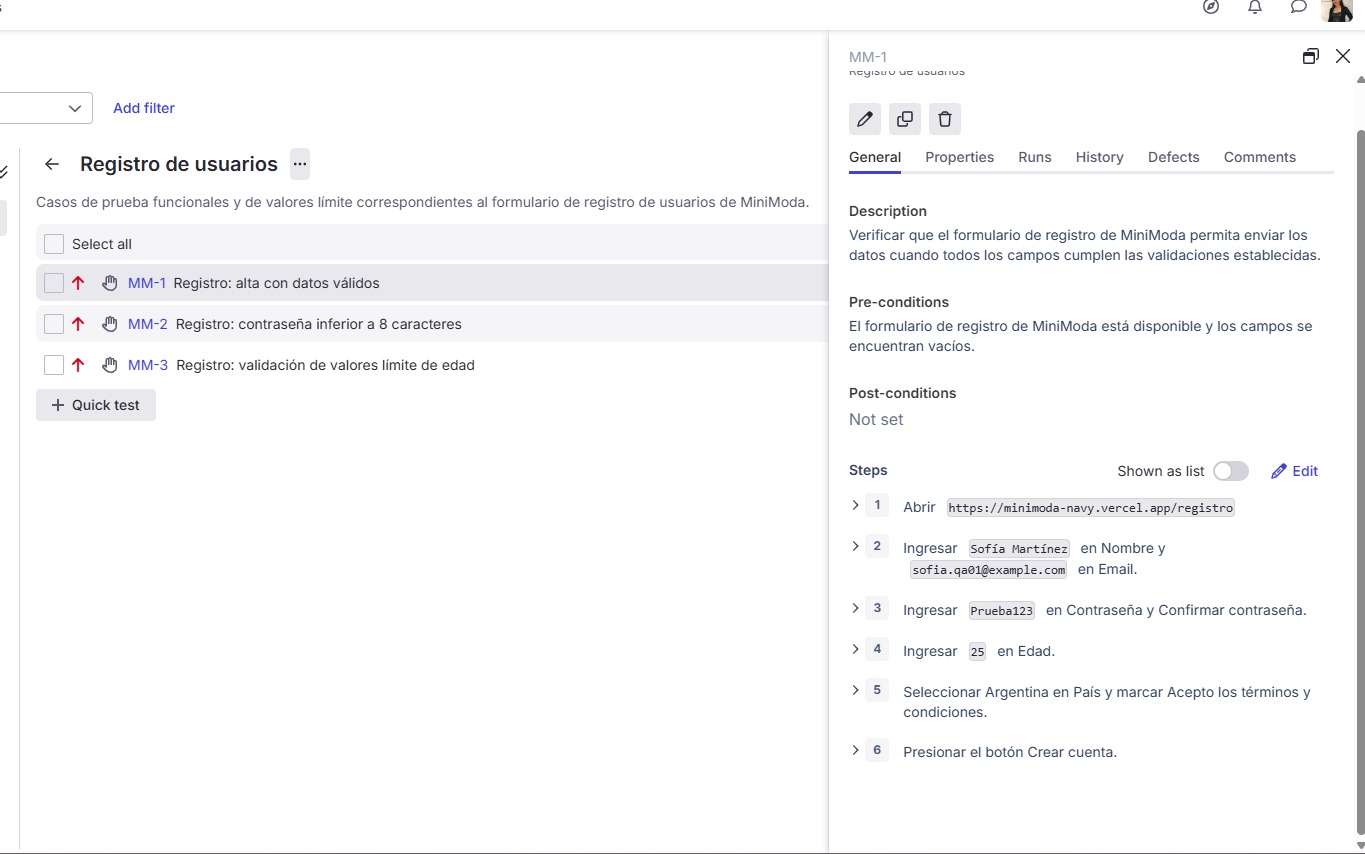 Add filter
Registro de usuarios
Casos de prueba funcionales y de valores límite correspondientes al formulario de registro de usuarios de MiniModa.
Select all
MM-1 Registro: alta con datos válidos
MM-2 Registro: contraseña inferior a 8 caracteres
MM-3 Registro: validación de valores límite de edad
Quick test
MM-1
Registro de usuarios
General Properties Runs History Defects Comments
Description
Verificar que el formulario de registro de MiniModa permita enviar los
datos cuando todos los campos cumplen las validaciones establecidas.
Pre-conditions
El formulario de registro de MiniModa está disponible y los campos se
encuentran vacíos.
Post-conditions
Not set
Steps Shown as list Edit
1 Abrir https://minimoda-navy.vercel.app/registro
2 Ingresar Sofía Martínez en Nombre y
sofia.qa01@example.com en Email.
3 Ingresar Prueba123 en Contraseña y Confirmar contraseña.
4 Ingresar 25 en Edad.
5 Seleccionar Argentina en País y marcar Acepto los términos y
condiciones.
6 Presionar el botón Crear cuenta.